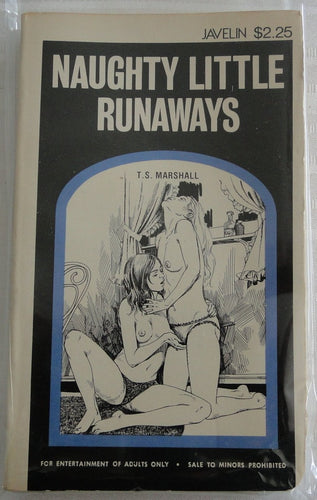 JAVELIN $2.25
NAUGHTY LITTLE
RUNAWAYS
T.S. MARSHALL
FOR ENTERTAINMENT OF ADULTS ONLY • SALE TO MINORS PROHIBITED